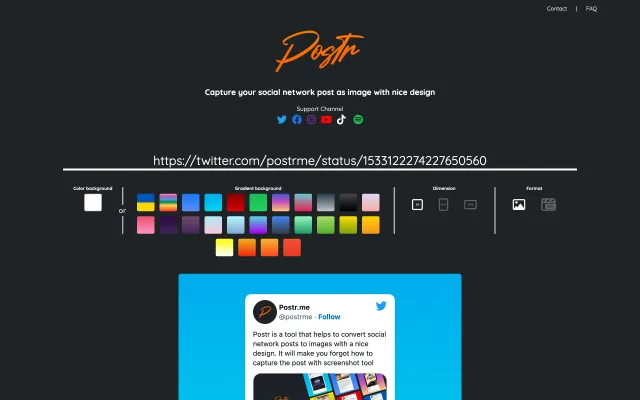 Contact | FAQ
Postr
Capture your social network post as image with nice design
Support Channel
https://twitter.com/postrme/status/1533122274227650560
Color background
Gradient background
Dimension
Format
or
Postr.me
@postrme · Follow
Postr is a tool that helps to convert social
network posts to images with a nice
design. It will make you forgot how to
capture the post with screenshot tool